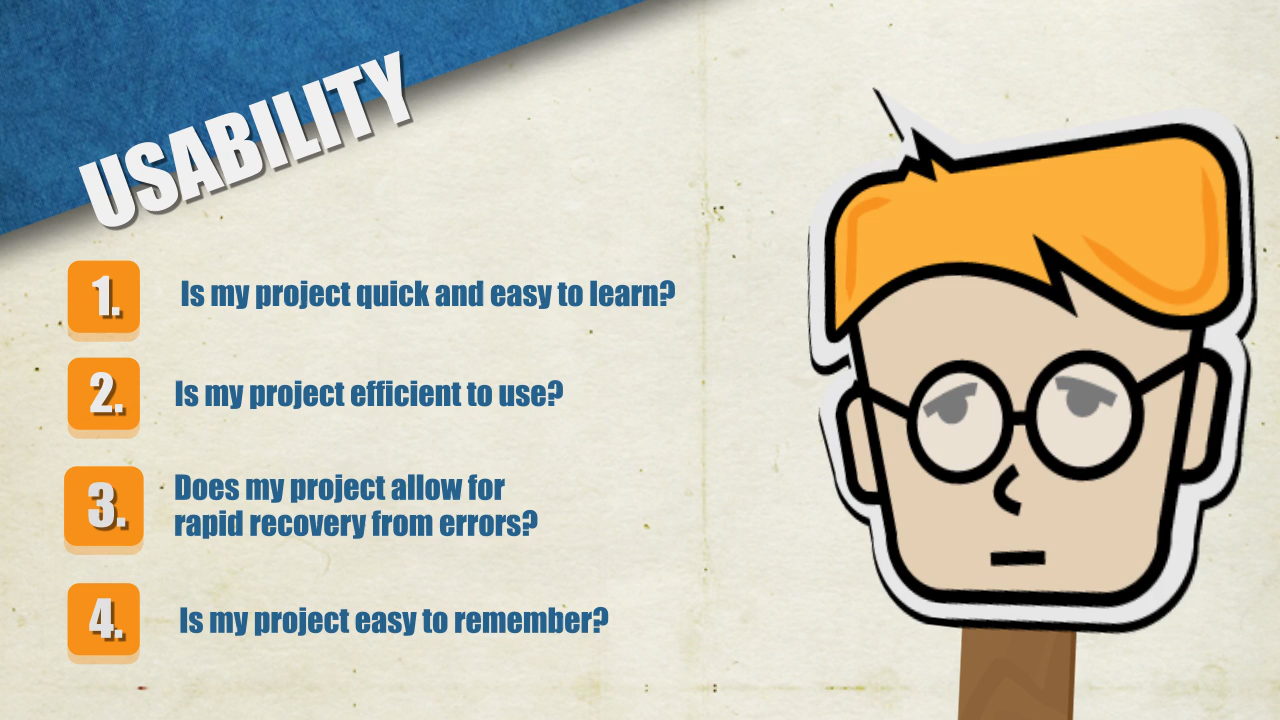 USABILITY
1. Is my project quick and easy to learn?
2. Is my project efficient to use?
3. Does my project allow for
rapid recovery from errors?
4. Is my project easy to remember?